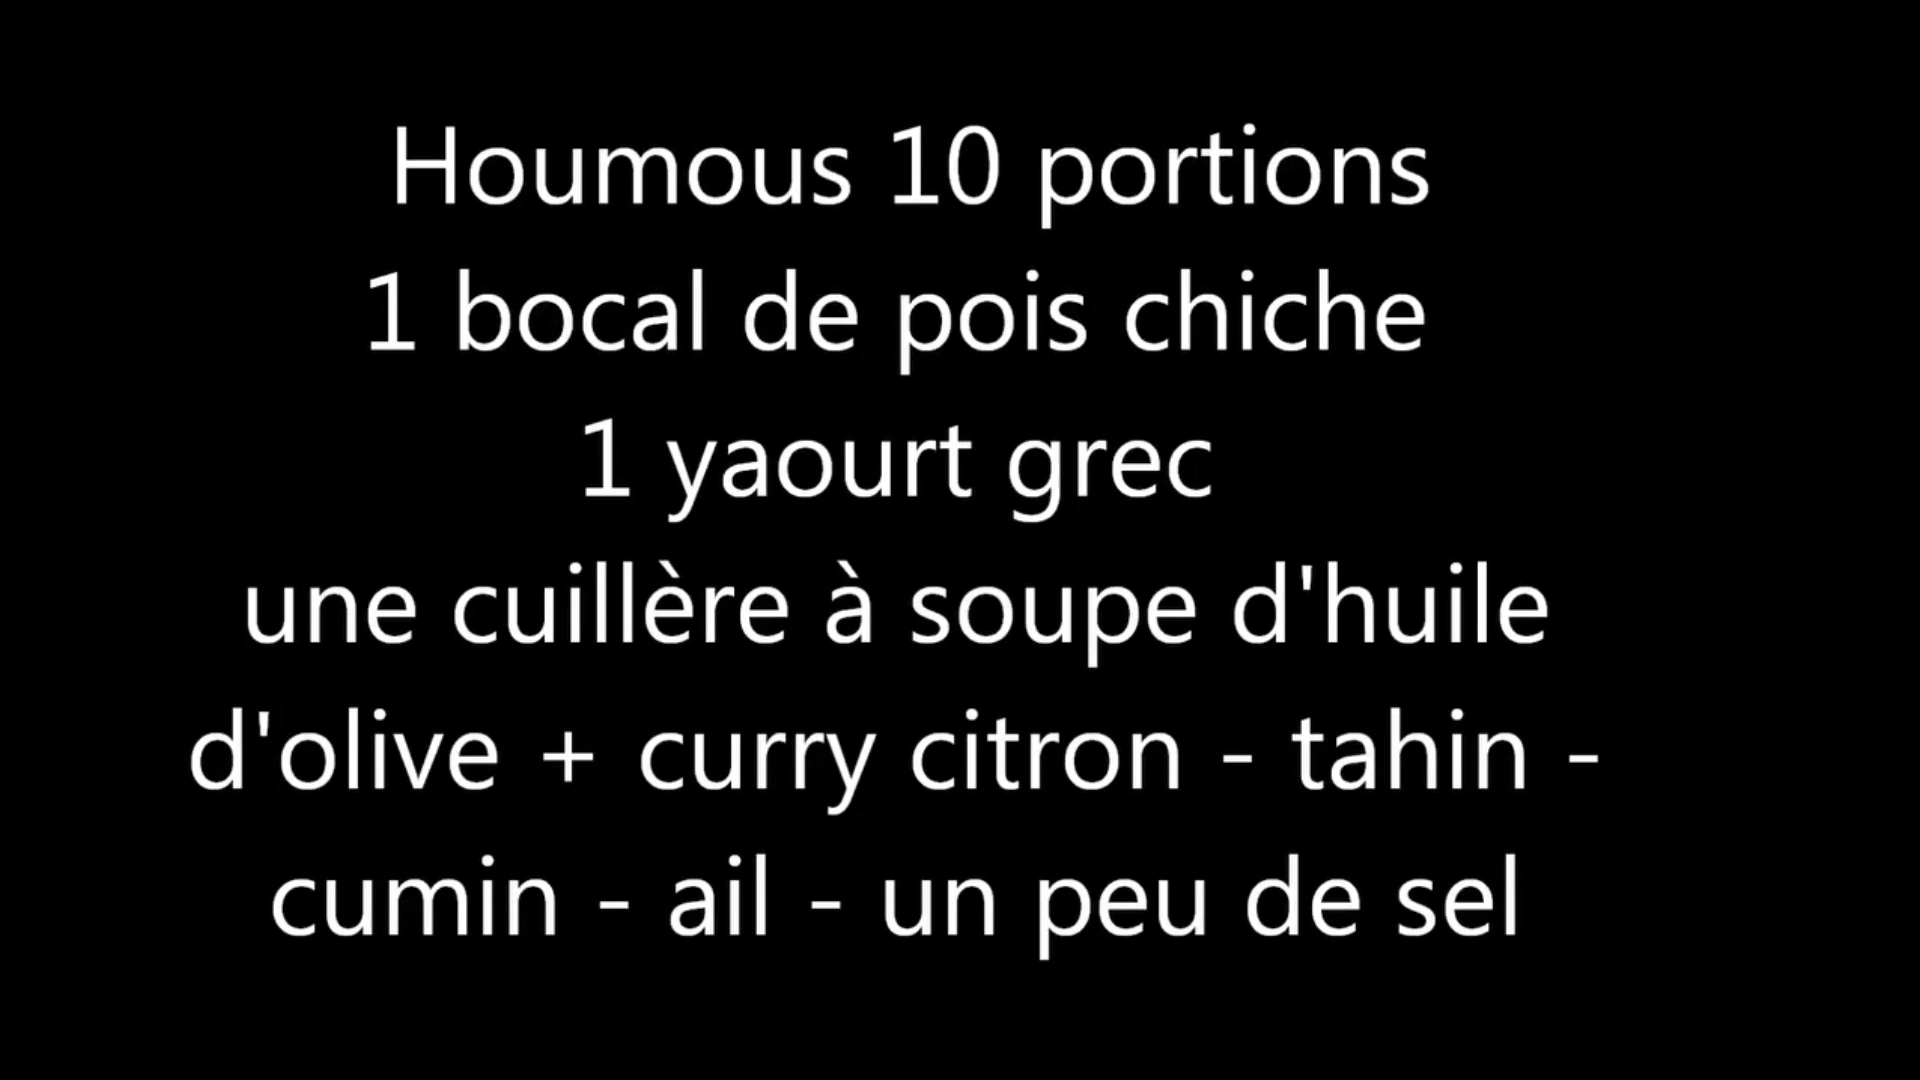 Houmous 10 portions
1 bocal de pois chiche
1 yaourt grec
une cuillère à soupe d'huile
d'olive + curry citron - tahin -
cumin - ail - un peu de sel